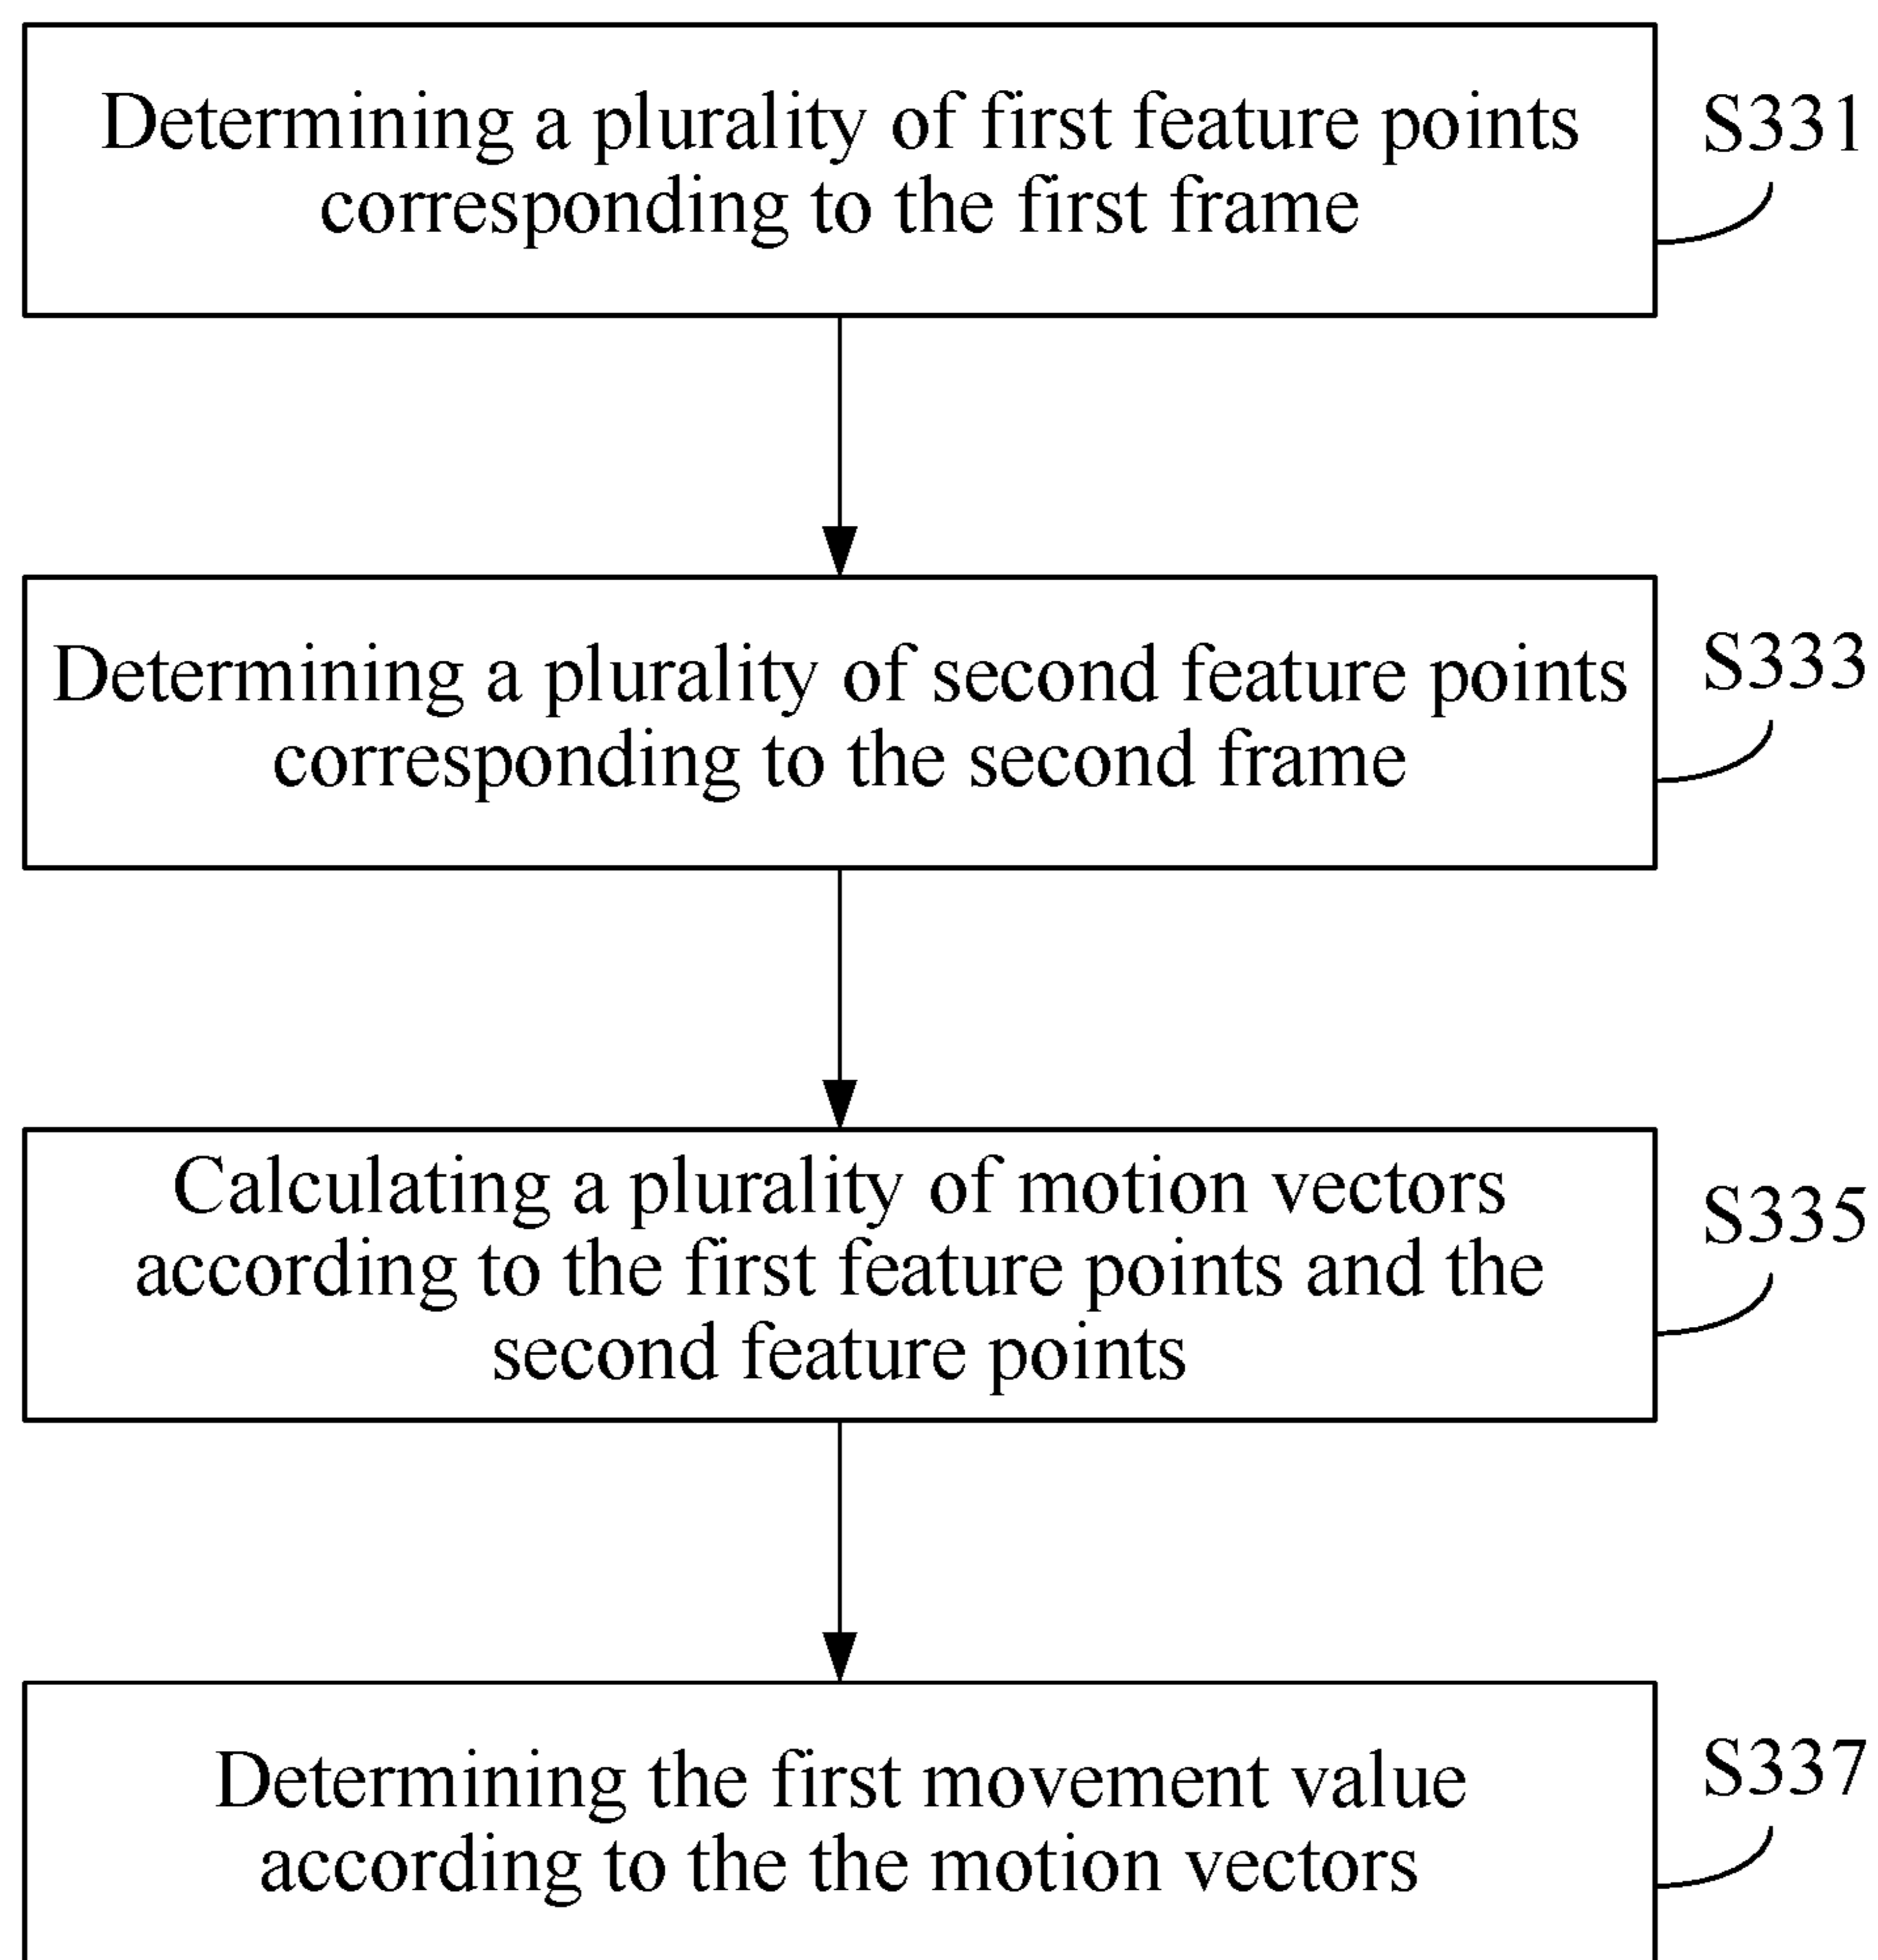 Determining a plurality of first feature points
corresponding to the first frame
S331
Determining a plurality of second feature points
corresponding to the second frame
S333
Calculating a plurality of motion vectors
according to the first feature points and the
second feature points
S335
Determining the first movement value
according to the the motion vectors
S337